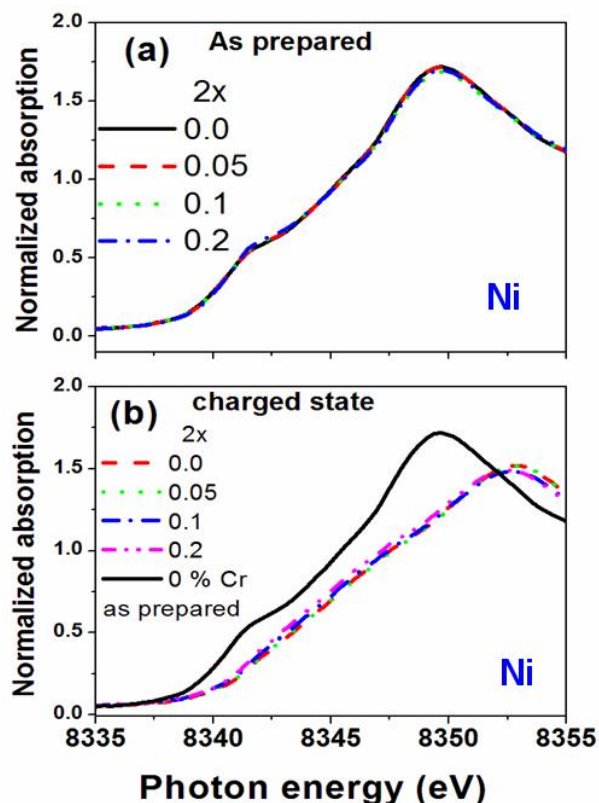 (a) As prepared
2x
0.0
0.05
0.1
0.2
Ni
Normalized absorption
2.0
1.5
1.0
0.5
0.0
(b) charged state
2x
0.0
0.05
0.1
0.2
0 % Cr
as prepared
Ni
Normalized absorption
2.0
1.5
1.0
0.5
0.0
8335 8340 8345 8350 8355
Photon energy (eV)